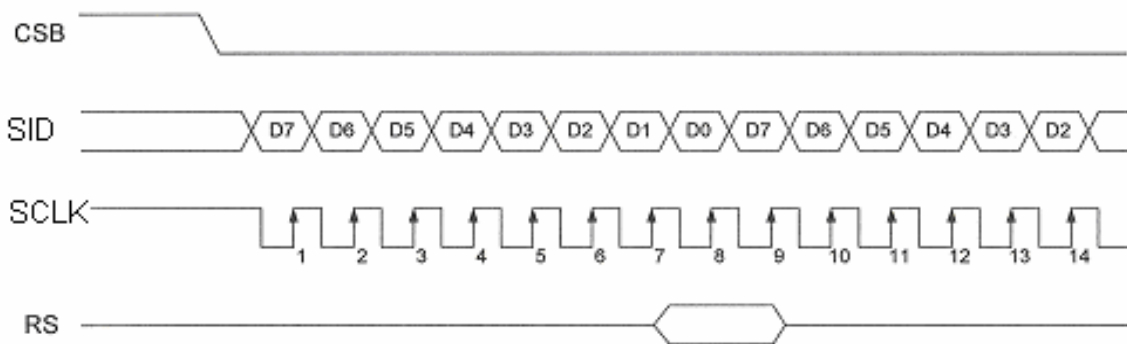 CSB
SID D7 D6 D5 D4 D3 D2 D1 D0 D7 D6 D5 D4 D3 D2
SCLK
1 2 3 4 5 6 7 8 9 10 11 12 13 14
RS